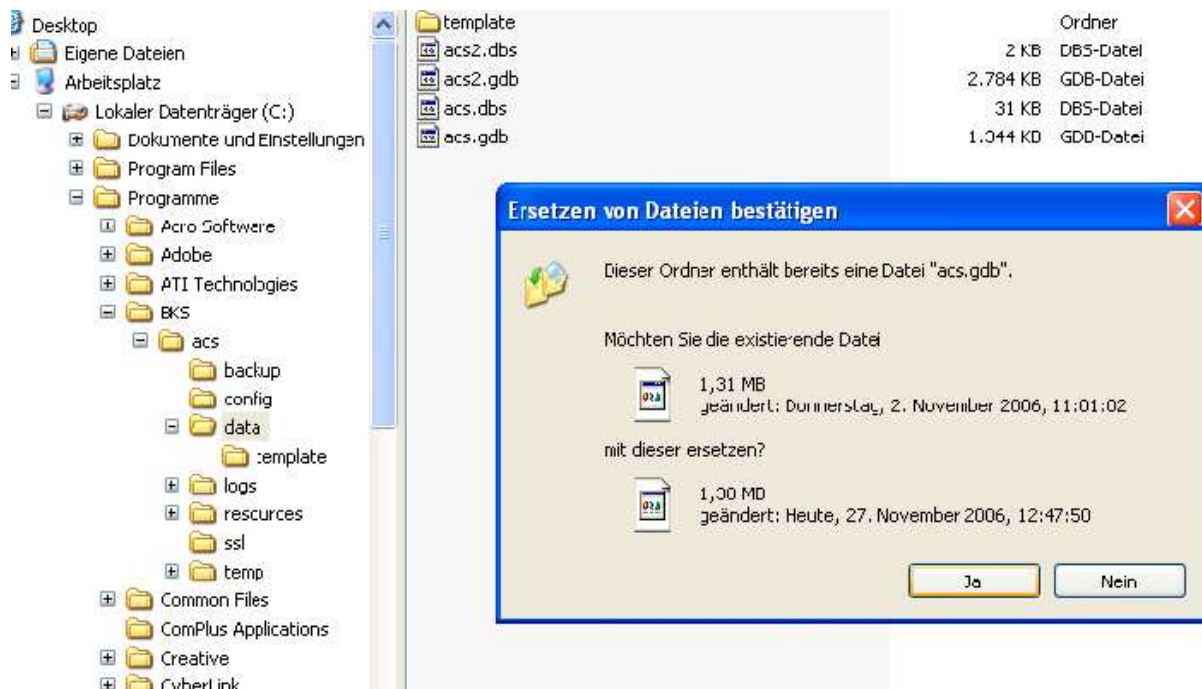 Desktop
Eigene Dateien
Arbeitsplatz
Lokaler Datenträger (C:)
Dokumente und Einstellungen
Program Files
Programme
Acro Software
Adobe
ATI Technologies
BKS
acs
backup
config
data
template
logs
resources
ssl
temp
Common Files
ComPlus Applications
Creative
CyberLink
template Ordner
acs2.dbs 2 KB DBS-Datei
acs2.gdb 2.784 KB GDB-Datei
acs.dbs 31 KB DBS-Datei
acs.gdb KB GDB-Datei
Ersetzen von Dateien bestätigen
Dieser Ordner enthält bereits eine Datei "acs.gdb".
Möchten Sie die existierende Datei
1,31 MB
geändert: Donnerstag, 2. November 2006, 11:01:02
mit dieser ersetzen?
MB
geändert: Heute, 27. November 2006, 12:47:50
Ja
Nein